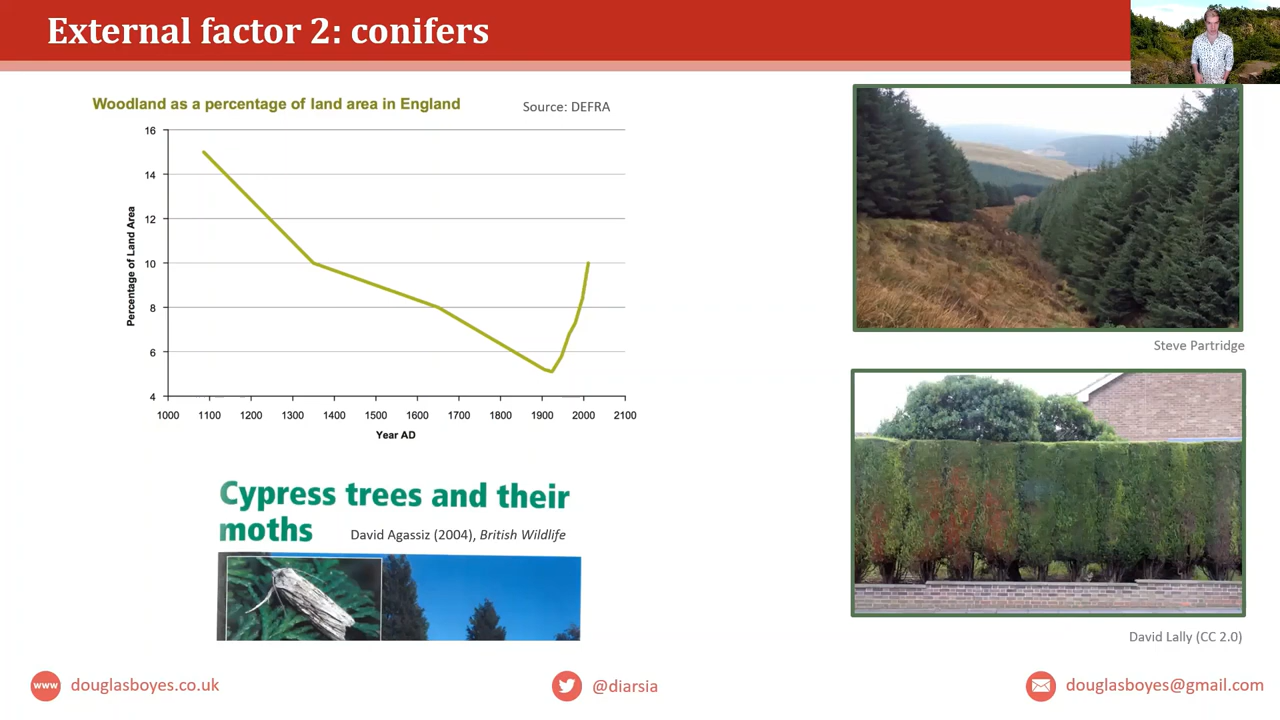 External factor 2: conifers
Woodland as a percentage of land area in England
Source: DEFRA
Percentage of Land Area
16
14
12
10
8
6
4
1000 1100 1200 1300 1400 1500 1600 1700 1800 1900 2000 2100
Year AD
Steve Partridge
Cypress trees and their
moths
David Agassiz (2004), British Wildlife
David Lally (CC 2.0)
www douglasboyes.co.uk
@diarsia
douglasboyes@gmail.com